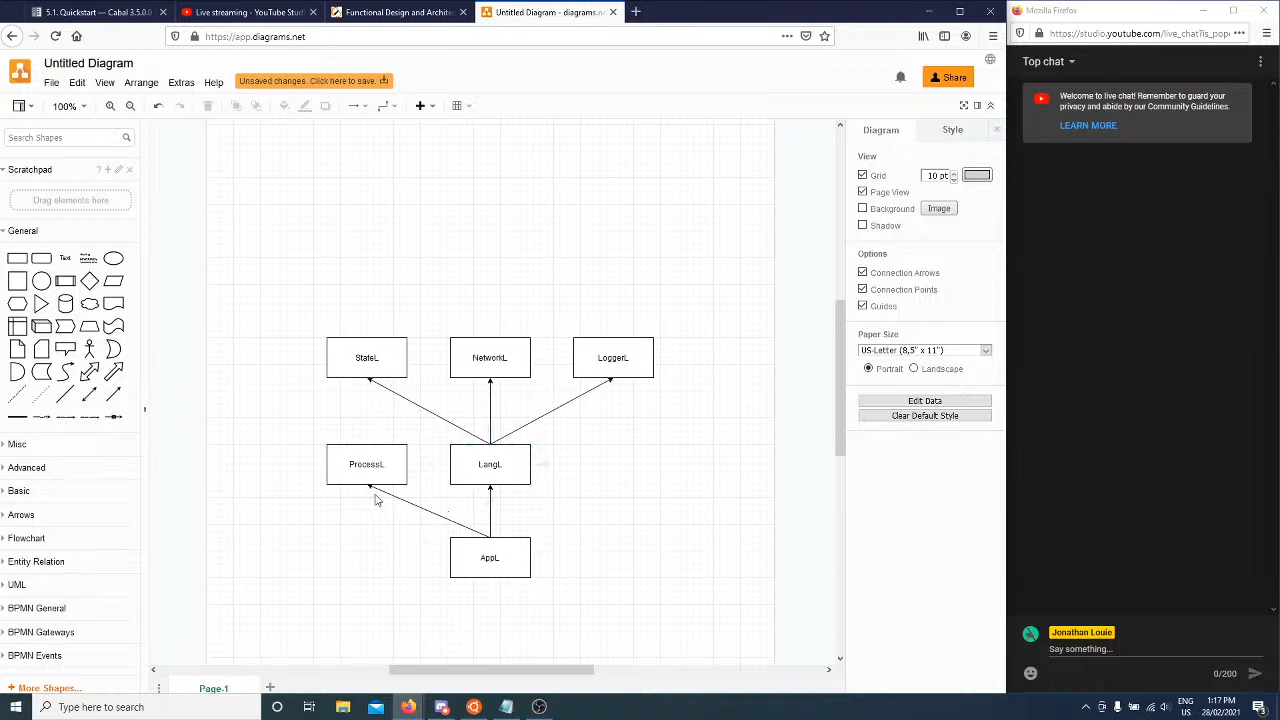 5.1. Quickstart — Cabal 3.5.0.0
Live streaming - YouTube Studi
Functional Design and Architec
Untitled Diagram - diagrams.ne
Mozilla Firefox
https://app.diagrams.net
https://studio.youtube.com/live_chat?is_pop
Untitled Diagram
File Edit View Arrange Extras Help
Unsaved changes. Click here to save.
Share
Top chat
100%
Welcome to live chat! Remember to guard your
privacy and abide by our Community Guidelines.
LEARN MORE
Search Shapes
Scratchpad
Drag elements here
General
Text
Misc
Advanced
Basic
Arrows
Flowchart
Entity Relation
UML
BPMN General
BPMN Gateways
BPMN Events
More Shapes...
StateL
NetworkL
LoggerL
ProcessL
LangL
AppL
Page-1
Diagram
Style
View
Grid
10 pt
Page View
Background
Image
Shadow
Options
Connection Arrows
Connection Points
Guides
Paper Size
US-Letter (8,5" x 11")
Portrait
Landscape
Edit Data
Clear Default Style
Jonathan Louie
Say something...
0/200
Type here to search
ENG
US
1:17 PM
28/02/2021